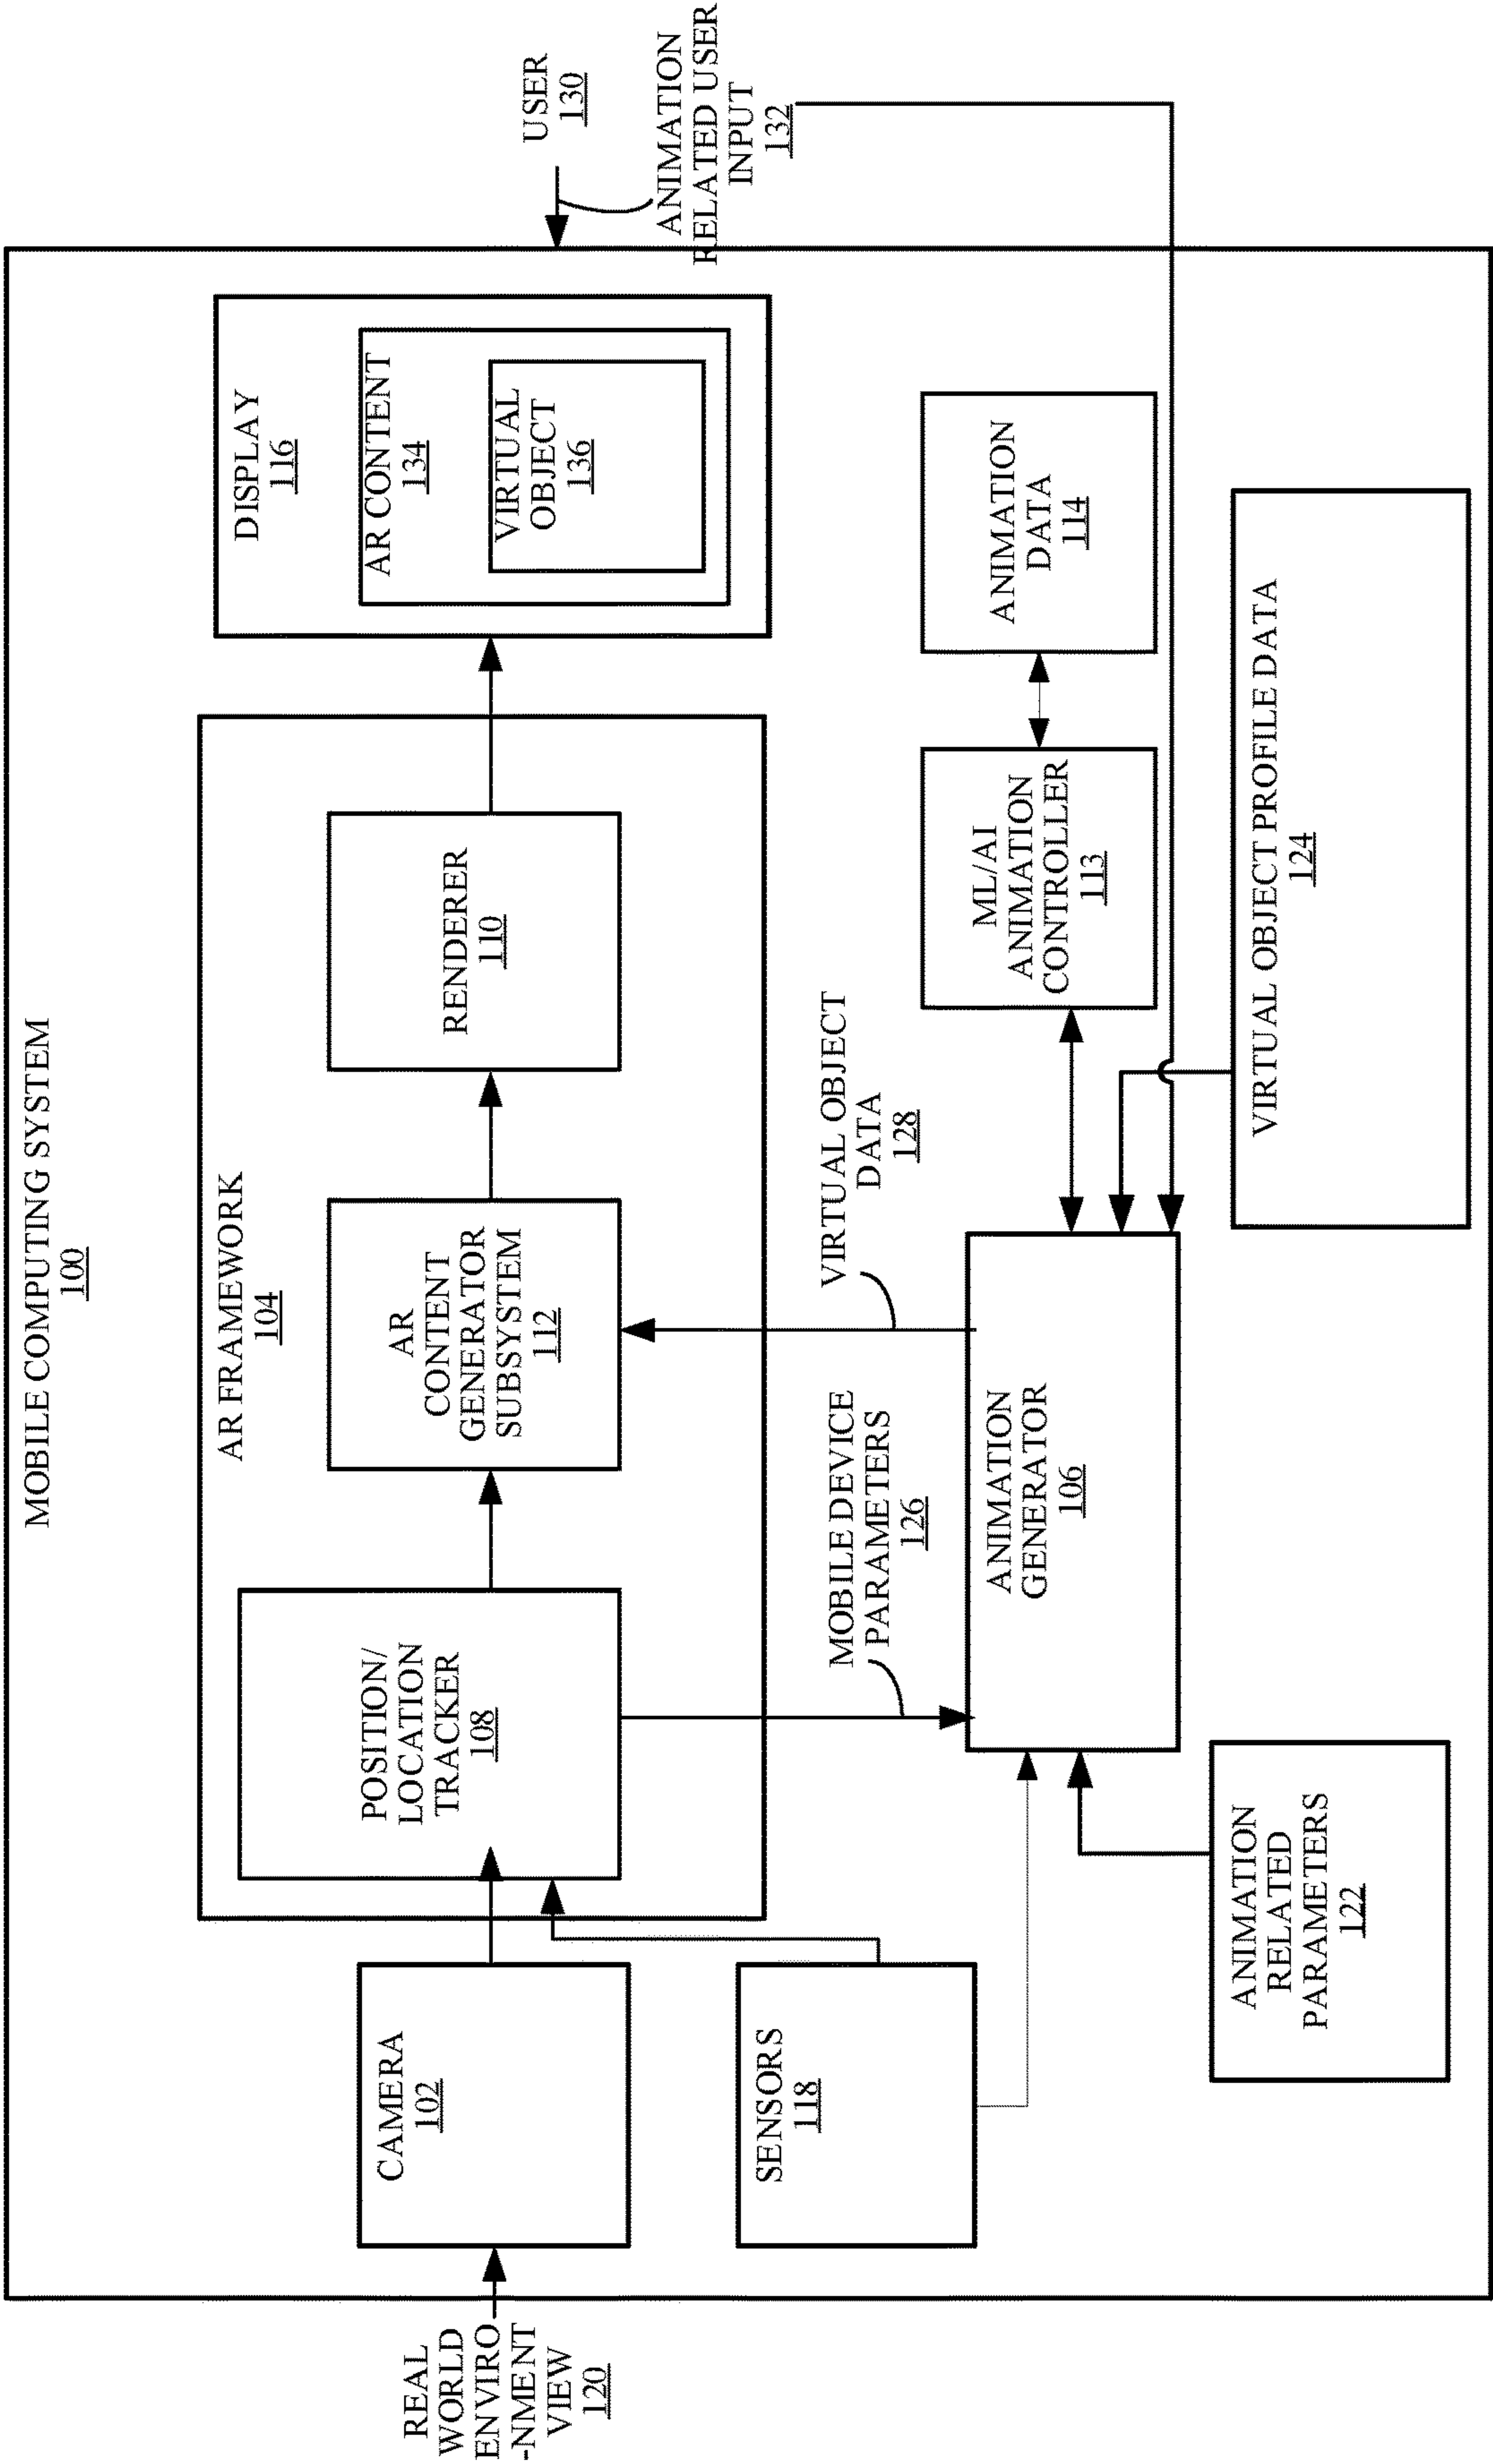 MOBILE COMPUTING SYSTEM
100
AR FRAMEWORK
104
REAL
WORLD
ENVIRO
-NMENT
VIEW
120
CAMERA
102
POSITION/
LOCATION
TRACKER
108
AR
CONTENT
GENERATOR
SUBSYSTEM
112
RENDERER
110
DISPLAY
116
AR CONTENT
134
VIRTUAL
OBJECT
136
USER
130
ANIMATION
RELATED USER
INPUT
132
SENSORS
118
MOBILE DEVICE
PARAMETERS
126
VIRTUAL OBJECT
DATA
128
ANIMATION
GENERATOR
106
ML/AI
ANIMATION
CONTROLLER
113
ANIMATION
DATA
114
ANIMATION
RELATED
PARAMETERS
122
VIRTUAL OBJECT PROFILE DATA
124